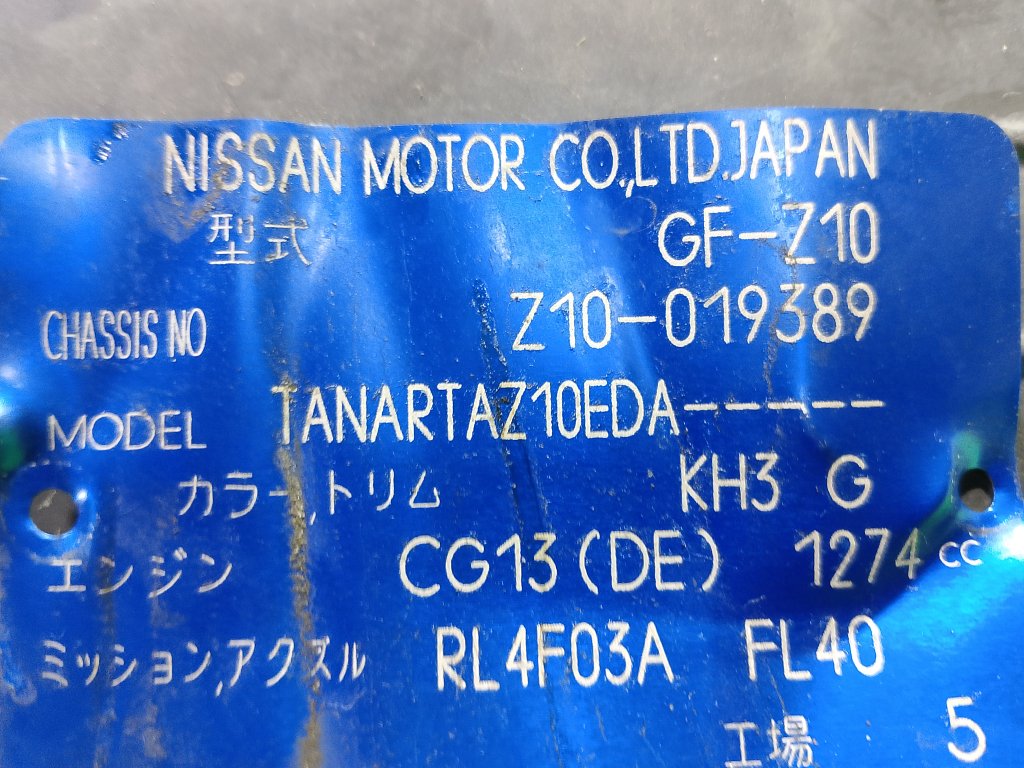 NISSAN MOTOR CO.,LTD.JAPAN
型式 GF-Z10
CHASSIS NO Z10-019389
MODEL TANARTAZ10EDA-----
カラー,トリム KH3 G
エンジン CG13(DE) 1274cc
ミッション,アクスル RL4F03A FL40
工場 5